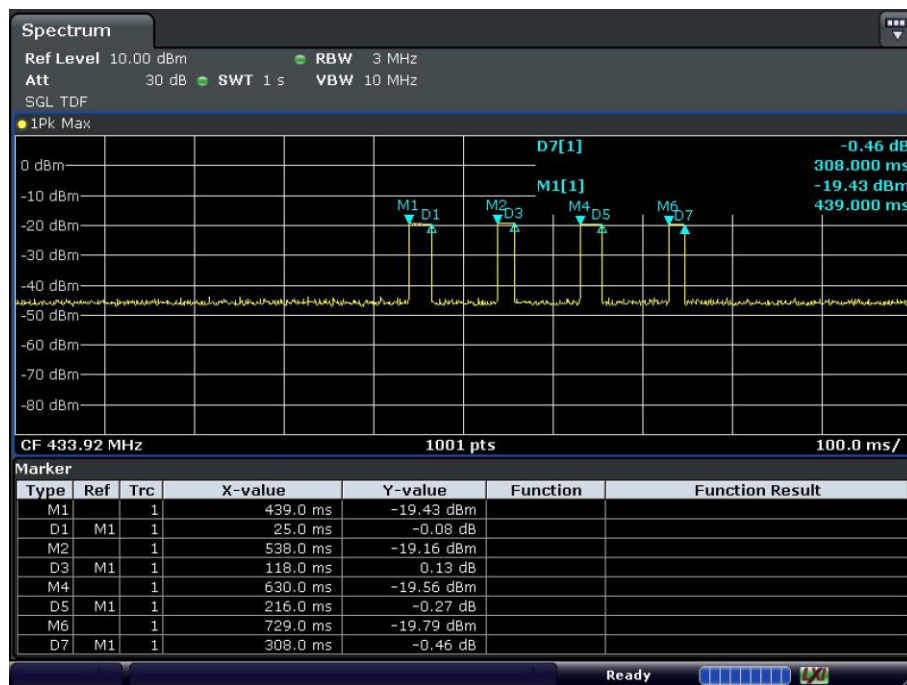 Spectrum
Ref Level 10.00 dBm RBW 3 MHz
Att 30 dB SWT 1 s VBW 10 MHz
SGL TDF
1Pk Max
D7[1] -0.46 dB
308.000 ms
M1[1] -19.43 dBm
439.000 ms
0 dBm
-10 dBm
-20 dBm
-30 dBm
-40 dBm
-50 dBm
-60 dBm
-70 dBm
-80 dBm
M1 D1 M2 D3 M4 D5 M6 D7
CF 433.92 MHz 1001 pts 100.0 ms/
Marker
Type Ref Trc X-value Y-value Function Function Result
M1 1 439.0 ms -19.43 dBm
D1 M1 1 25.0 ms -0.08 dB
M2 1 538.0 ms -19.16 dBm
D3 M1 1 118.0 ms 0.13 dB
M4 1 630.0 ms -19.56 dBm
D5 M1 1 216.0 ms -0.27 dB
M6 1 729.0 ms -19.79 dBm
D7 M1 1 308.0 ms -0.46 dB
Ready LXI